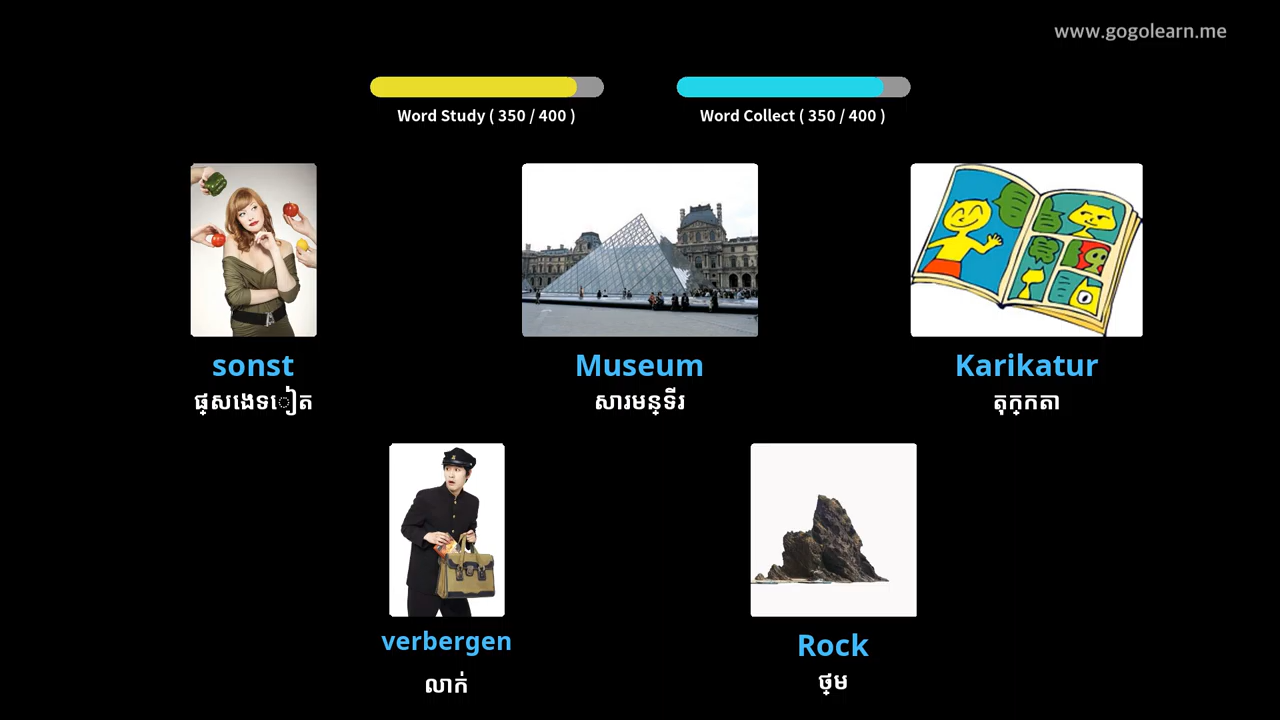 www.gogolearn.me
Word Study ( 350 / 400 )
Word Collect ( 350 / 400 )
sonst
ផ្សេងទៀត
Museum
សារមន្ទីរ
Karikatur
តុក្កតា
verbergen
លាក់
Rock
ថ្ម